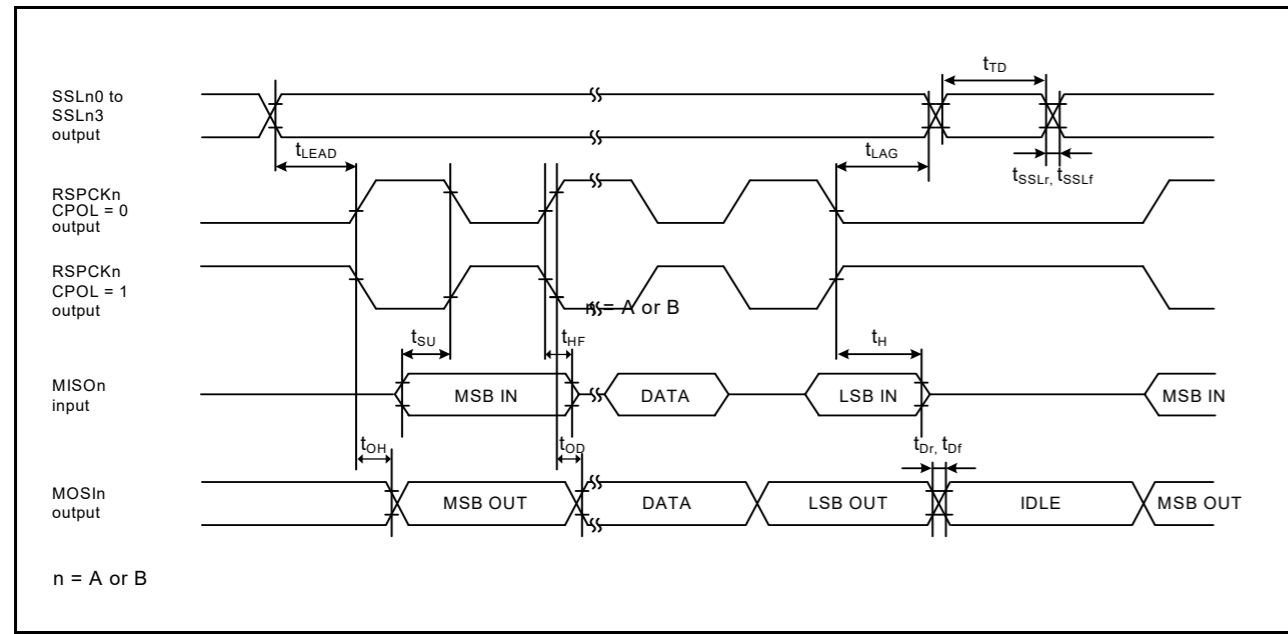 SSLn0 to
SSLn3
output
tTD
tLEAD
tLAG
tSSLr, tSSLf
RSPCKn
CPOL = 0
output
RSPCKn
CPOL = 1
output
n = A or B
tSU
tHF
tH
MISOn
input
MSB IN
DATA
LSB IN
MSB IN
tOH
tOD
tDr, tDf
MOSIn
output
MSB OUT
DATA
LSB OUT
IDLE
MSB OUT
n = A or B